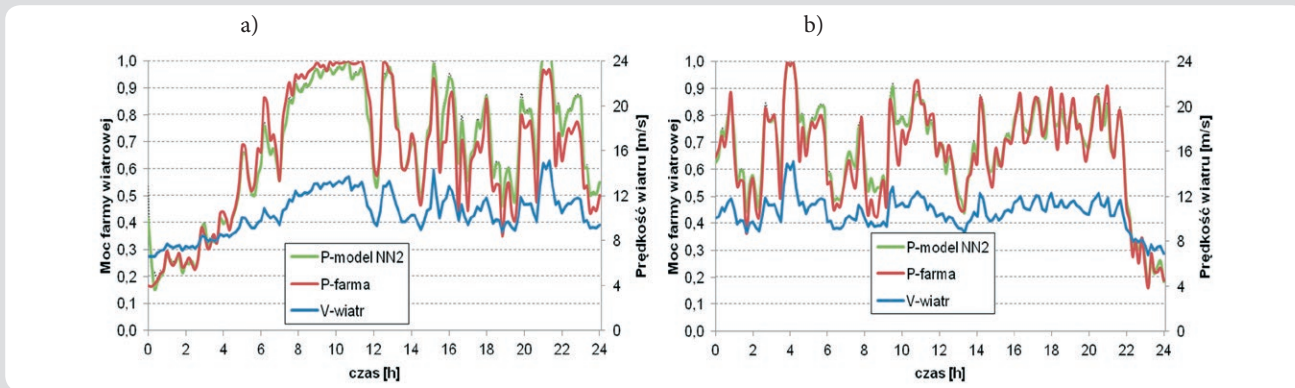 a)
Moc farmy wiatrowej
1,0
0,9
0,8
0,7
0,6
0,5
0,4
0,3
0,2
0,1
0,0
24
20
16
12
8
4
0
Prędkość wiatru [m/s]
P-model NN2
P-farma
V-wiatr
0 2 4 6 8 10 12 14 16 18 20 22 24
czas [h]
b)
Moc farmy wiatrowej
1,0
0,9
0,8
0,7
0,6
0,5
0,4
0,3
0,2
0,1
0,0
24
20
16
12
8
4
0
Prędkość wiatru [m/s]
P-model NN2
P-farma
V-wiatr
0 2 4 6 8 10 12 14 16 18 20 22 24
czas [h]